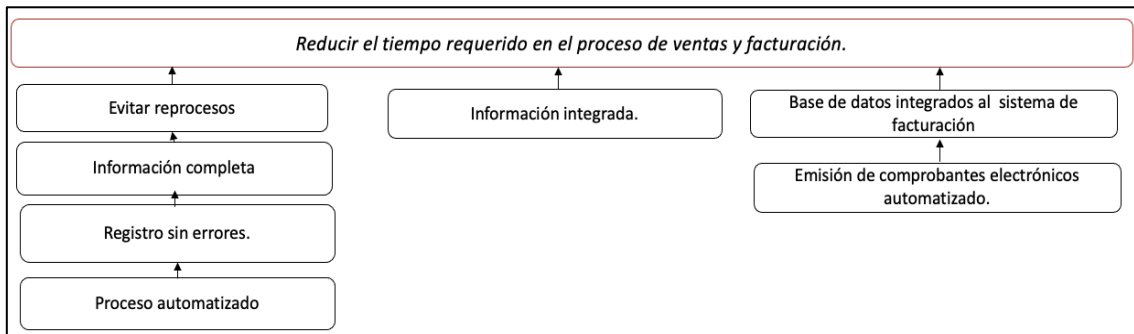 Reducir el tiempo requerido en el proceso de ventas y facturación.
Evitar reprocesos
Información completa
Registro sin errores.
Proceso automatizado
Información integrada.
Base de datos integrados al sistema de
facturación
Emisión de comprobantes electrónicos
automatizado.